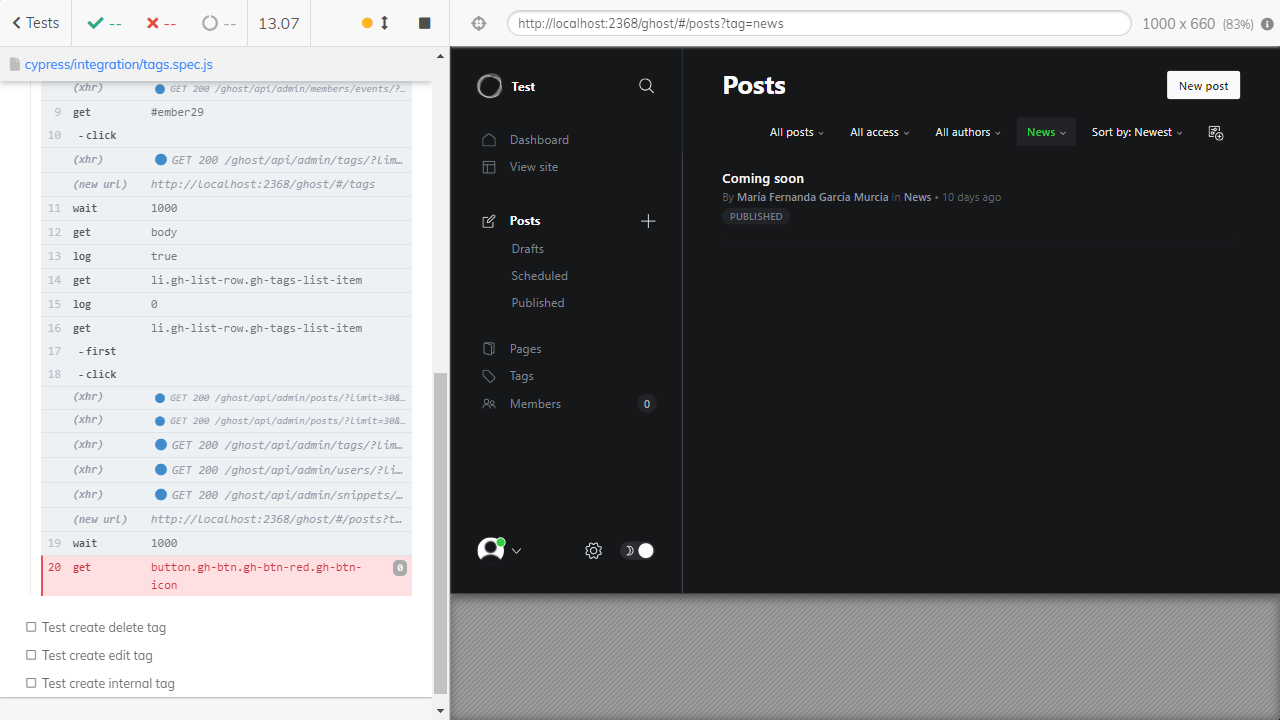 Tests
--
--
--
13.07
http://localhost:2368/ghost/#/posts?tag=news
1000 x 660 (83%)
cypress/integration/tags.spec.js
(xhr) GET 200 /ghost/api/admin/members/events/?…
9 get #ember29
10 -click
(xhr) GET 200 /ghost/api/admin/tags/?lim…
(new url) http://localhost:2368/ghost/#/tags
11 wait 1000
12 get body
13 log true
14 get li.gh-list-row.gh-tags-list-item
15 log 0
16 get li.gh-list-row.gh-tags-list-item
17 -first
18 -click
(xhr) GET 200 /ghost/api/admin/posts/?limit=30&…
(xhr) GET 200 /ghost/api/admin/posts/?limit=30&…
(xhr) GET 200 /ghost/api/admin/tags/?lim…
(xhr) GET 200 /ghost/api/admin/users/?li…
(xhr) GET 200 /ghost/api/admin/snippets/…
(new url) http://localhost:2368/ghost/#/posts?t…
19 wait 1000
20 get button.gh-btn.gh-btn-red.gh-btn- 0
icon
Test create delete tag
Test create edit tag
Test create internal tag
Test
Dashboard
View site
Posts
Drafts
Scheduled
Published
Pages
Tags
Members 0
Posts
New post
All posts
All access
All authors
News
Sort by: Newest
Coming soon
By María Fernanda García Murcia in News • 10 days ago
PUBLISHED